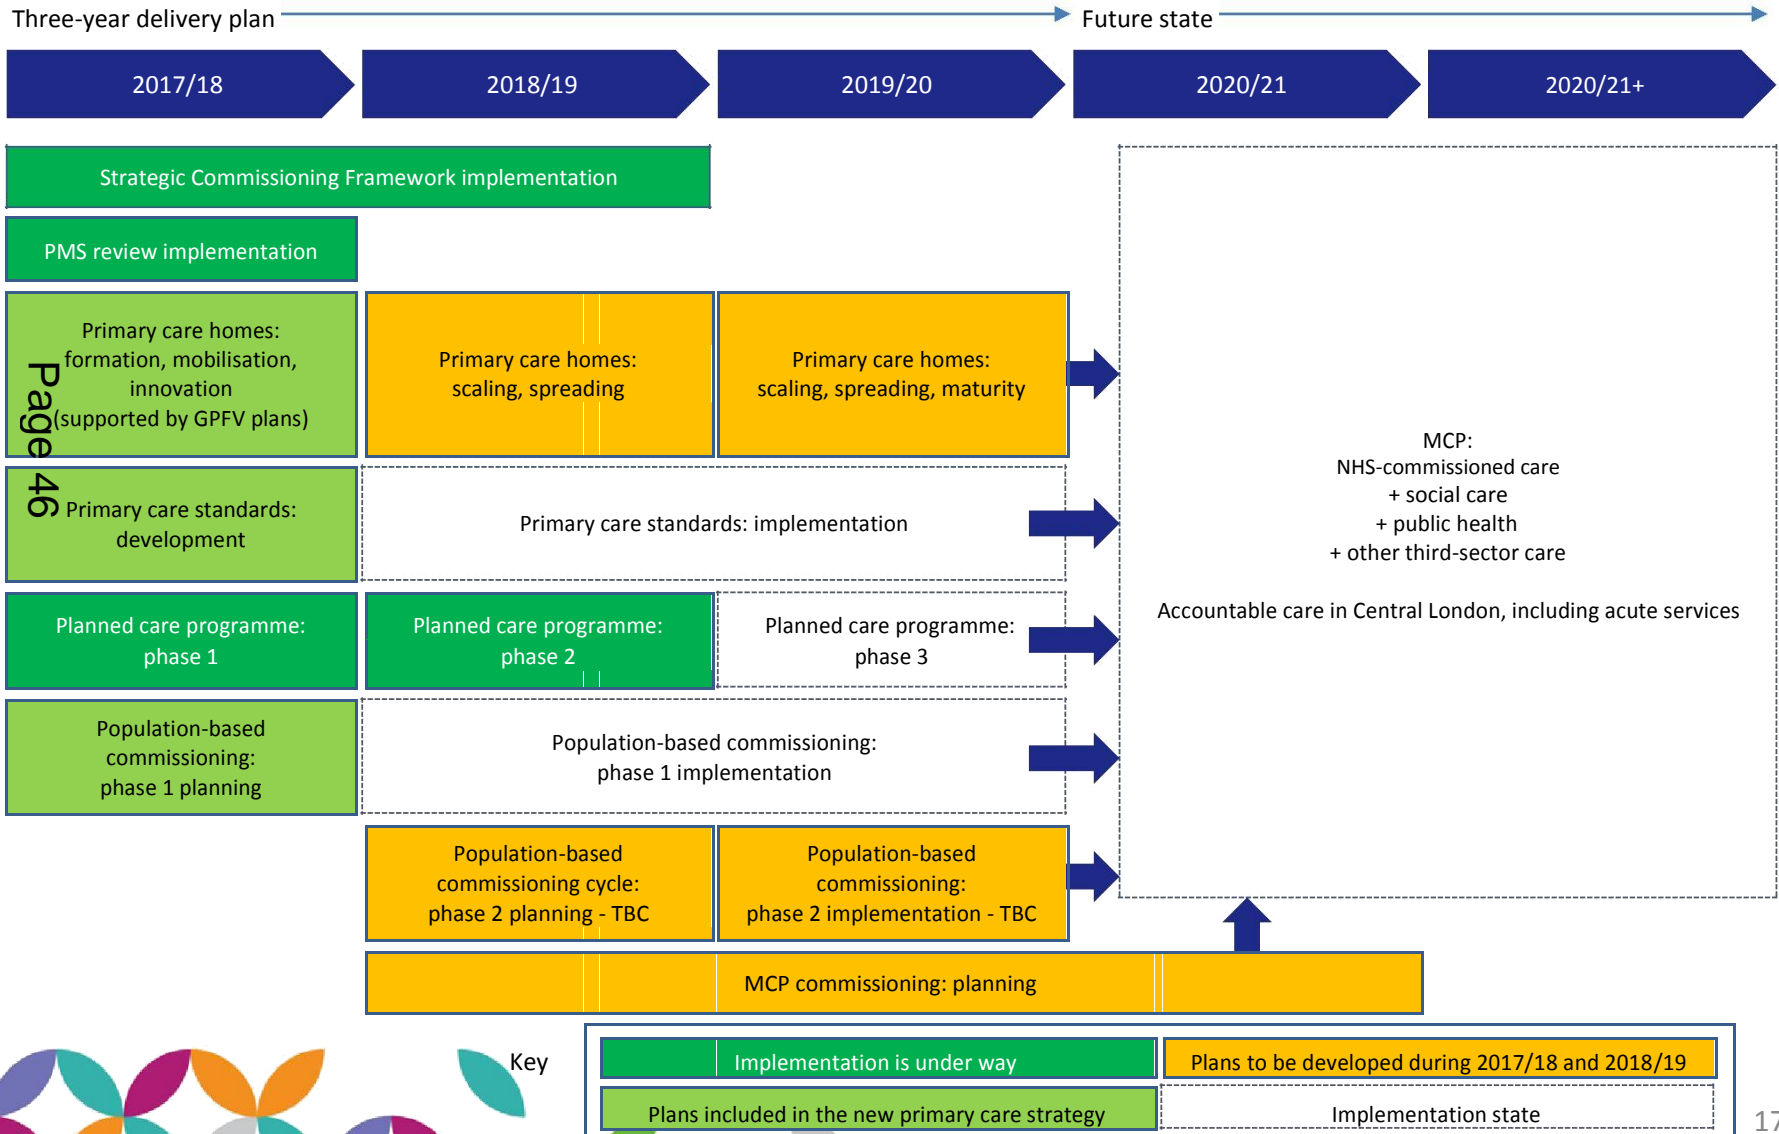 Three-year delivery plan
Future state
2017/18
2018/19
2019/20
2020/21
2020/21+
Strategic Commissioning Framework implementation
PMS review implementation
Primary care homes:
formation, mobilisation,
innovation
(supported by GPFV plans)
Primary care homes:
scaling, spreading
Primary care homes:
scaling, spreading, maturity
Page 46
Primary care standards:
development
Primary care standards: implementation
Planned care programme:
phase 1
Planned care programme:
phase 2
Planned care programme:
phase 3
Population-based
commissioning:
phase 1 planning
Population-based commissioning:
phase 1 implementation
Population-based
commissioning cycle:
phase 2 planning - TBC
Population-based
commissioning:
phase 2 implementation - TBC
MCP commissioning: planning
MCP:
NHS-commissioned care
+ social care
+ public health
+ other third-sector care
Accountable care in Central London, including acute services
Key
Implementation is under way
Plans to be developed during 2017/18 and 2018/19
Plans included in the new primary care strategy
Implementation state
17